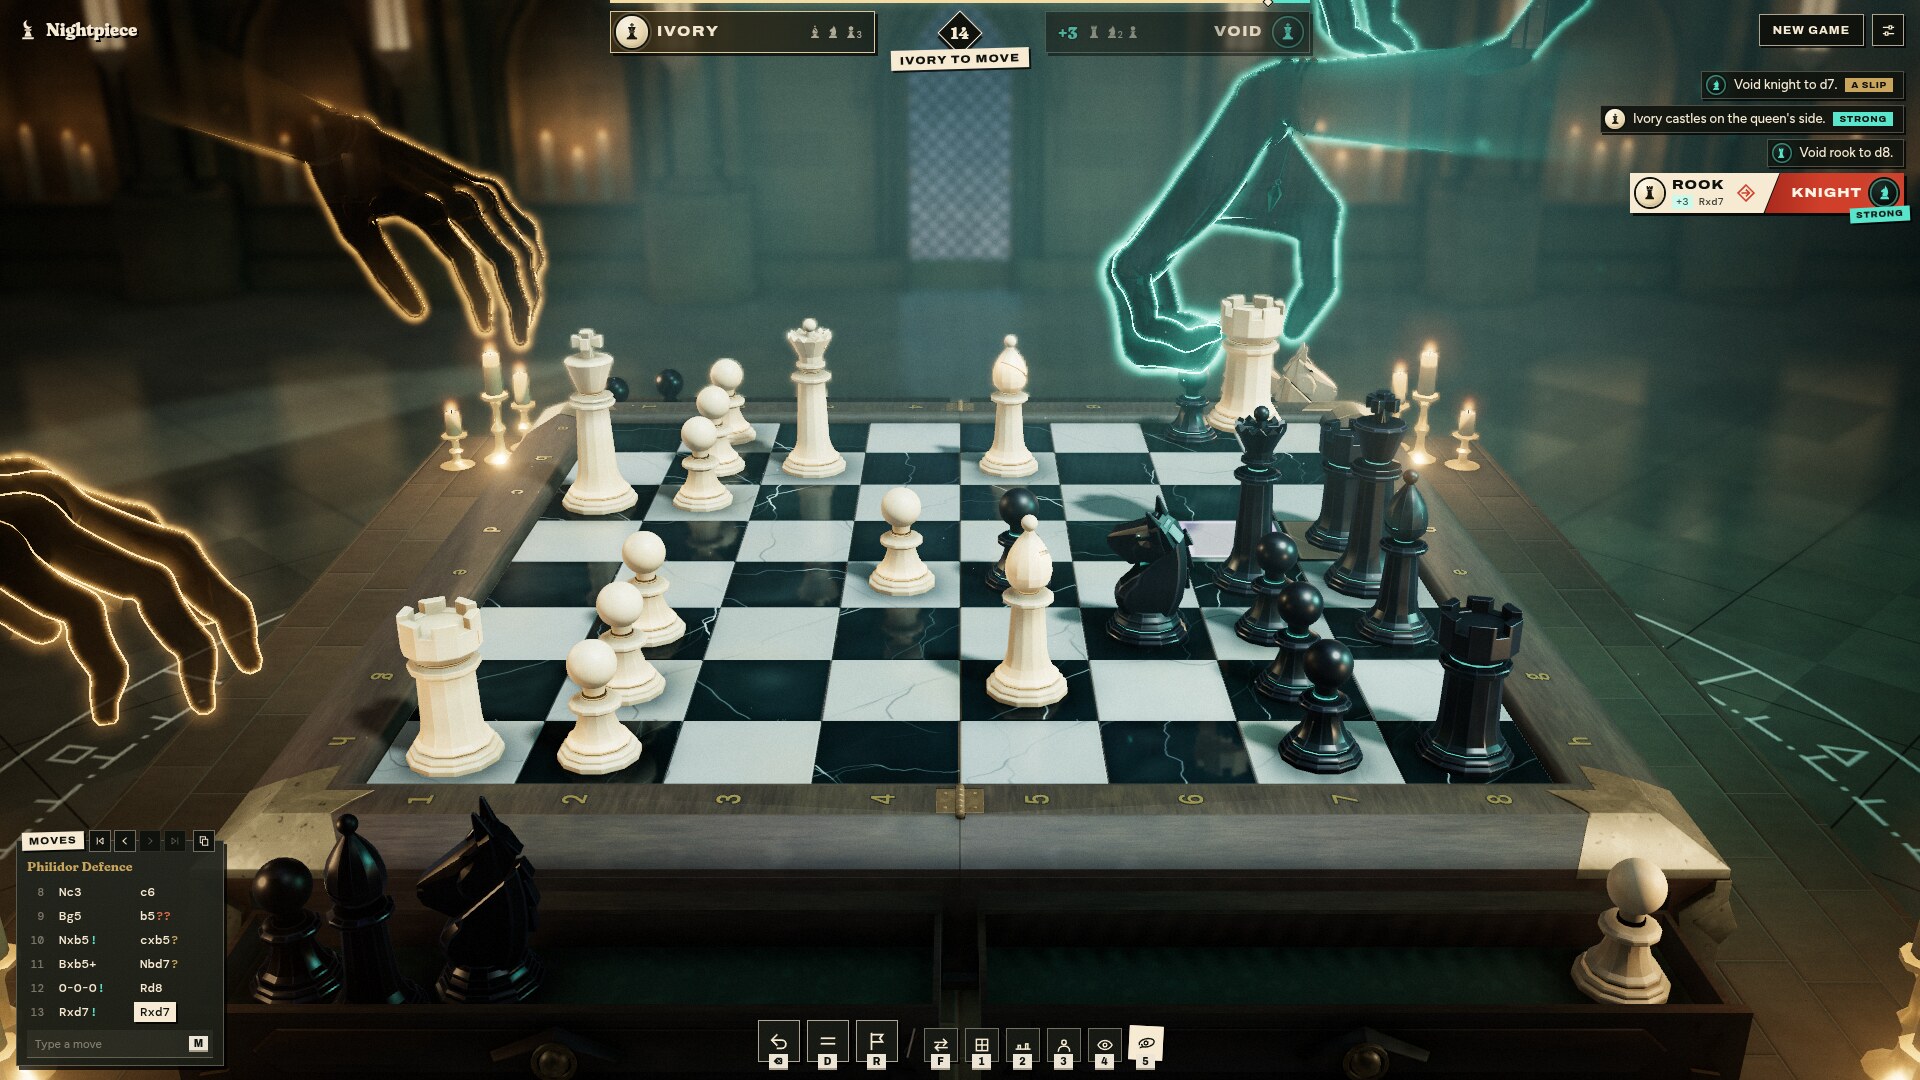 Nightpiece
IVORY
3
14
IVORY TO MOVE
+3
2
VOID
NEW GAME
Void knight to d7. A SLIP
Ivory castles on the queen's side. STRONG
Void rook to d8.
ROOK
+3 Rxd7
KNIGHT
STRONG
c
d
e
e
g
g
h
h
1 2 3 4 5 6 7 8
MOVES
Philidor Defence
8 Nc3 c6
9 Bg5 b5??
10 Nxb5! cxb5?
11 Bxb5+ Nbd7?
12 O-O-O! Rd8
13 Rxd7! Rxd7
Type a move M
D R F 1 2 3 4 5